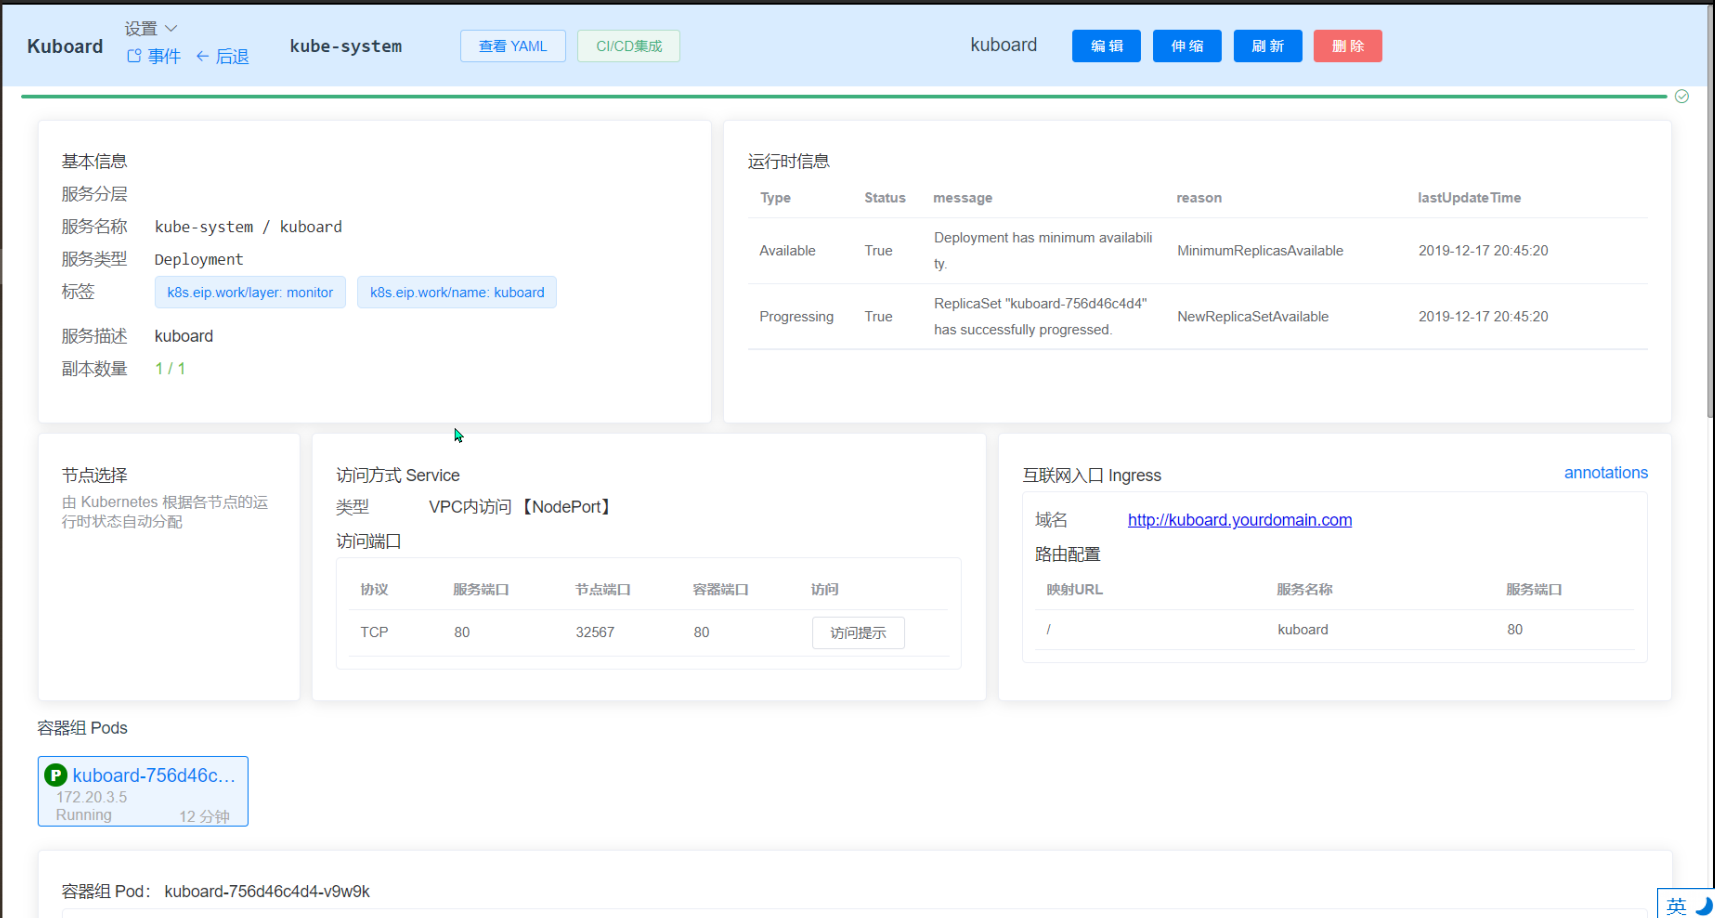 Kuboard
设置
事件
后退
kube-system
查看 YAML
CI/CD集成
kuboard
编 辑
伸 缩
刷 新
删 除
基本信息
服务分层
服务名称 kube-system / kuboard
服务类型 Deployment
标签 k8s.eip.work/layer: monitor k8s.eip.work/name: kuboard
服务描述 kuboard
副本数量 1 / 1
运行时信息
Type Status message reason lastUpdateTime
Available True Deployment has minimum availabili
ty. MinimumReplicasAvailable 2019-12-17 20:45:20
Progressing True ReplicaSet "kuboard-756d46c4d4"
has successfully progressed. NewReplicaSetAvailable 2019-12-17 20:45:20
节点选择
由 Kubernetes 根据各节点的运
行时状态自动分配
访问方式 Service
类型 VPC内访问 【NodePort】
访问端口
协议 服务端口 节点端口 容器端口 访问
TCP 80 32567 80 访问提示
互联网入口 Ingress annotations
域名 http://kuboard.yourdomain.com
路由配置
映射URL 服务名称 服务端口
/ kuboard 80
容器组 Pods
P kuboard-756d46c...
172.20.3.5
Running 12 分钟
容器组 Pod： kuboard-756d46c4d4-v9w9k
英